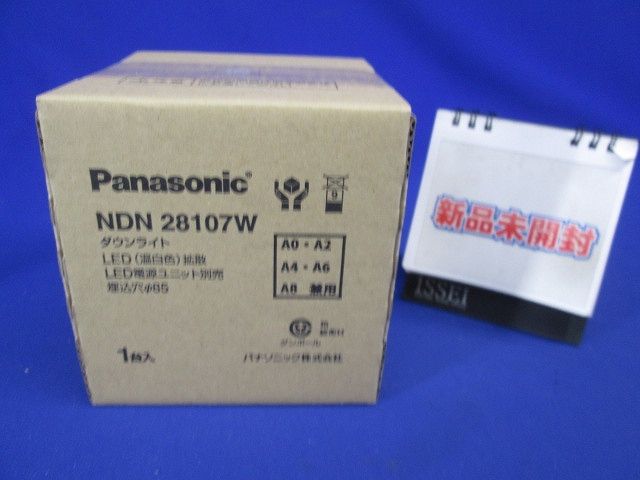 Panasonic®
NDN 28107W
ダウンライト
LED(温白色)拡散
LED電源ユニット別売
埋込穴φ85
A0・A2
A4・A6
A8 兼用
1台入
ダンボール
パナソニック株式会社
新品未開封
ISSEI